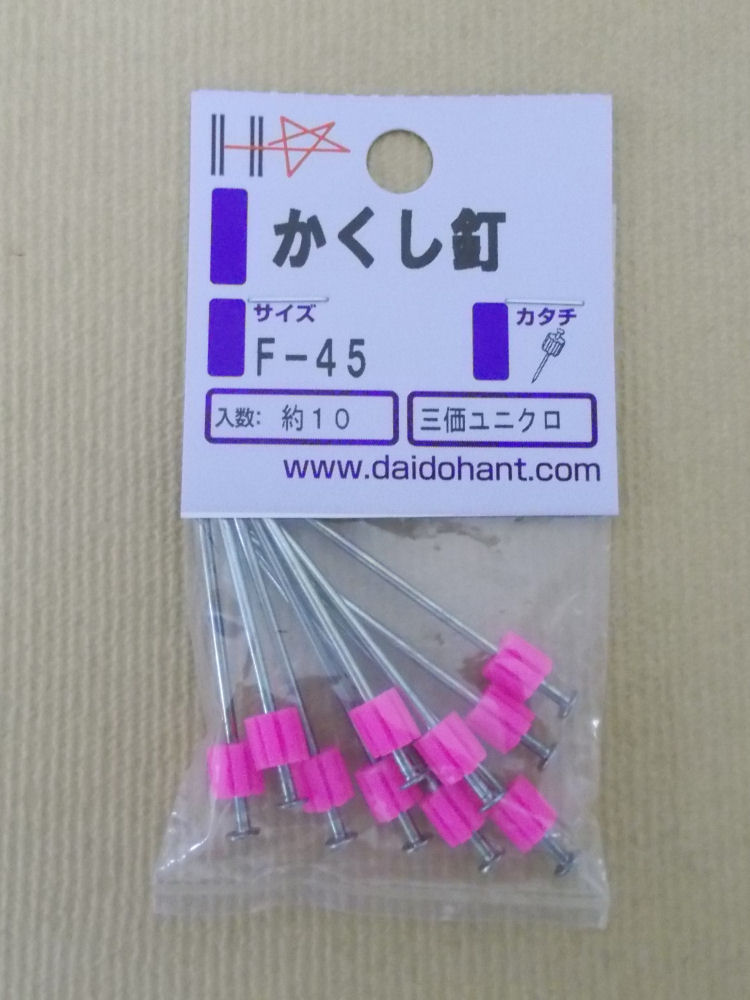 かくし釘
サイズ カタチ
F-45
入数: 約10 三価ユニクロ
www.daidohant.com